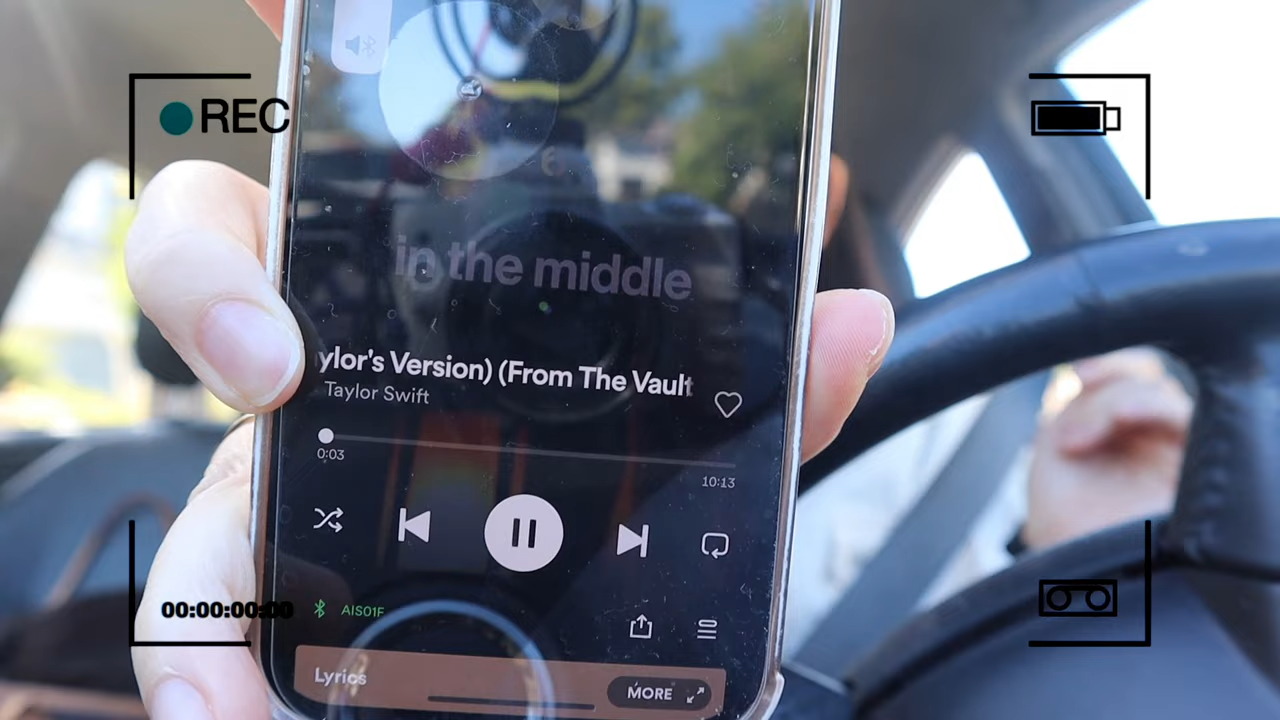 REC
in the middle
ylor's Version) (From The Vault
Taylor Swift
0:03
10:13
00:00:00:00
AIS01F
Lyrics
MORE